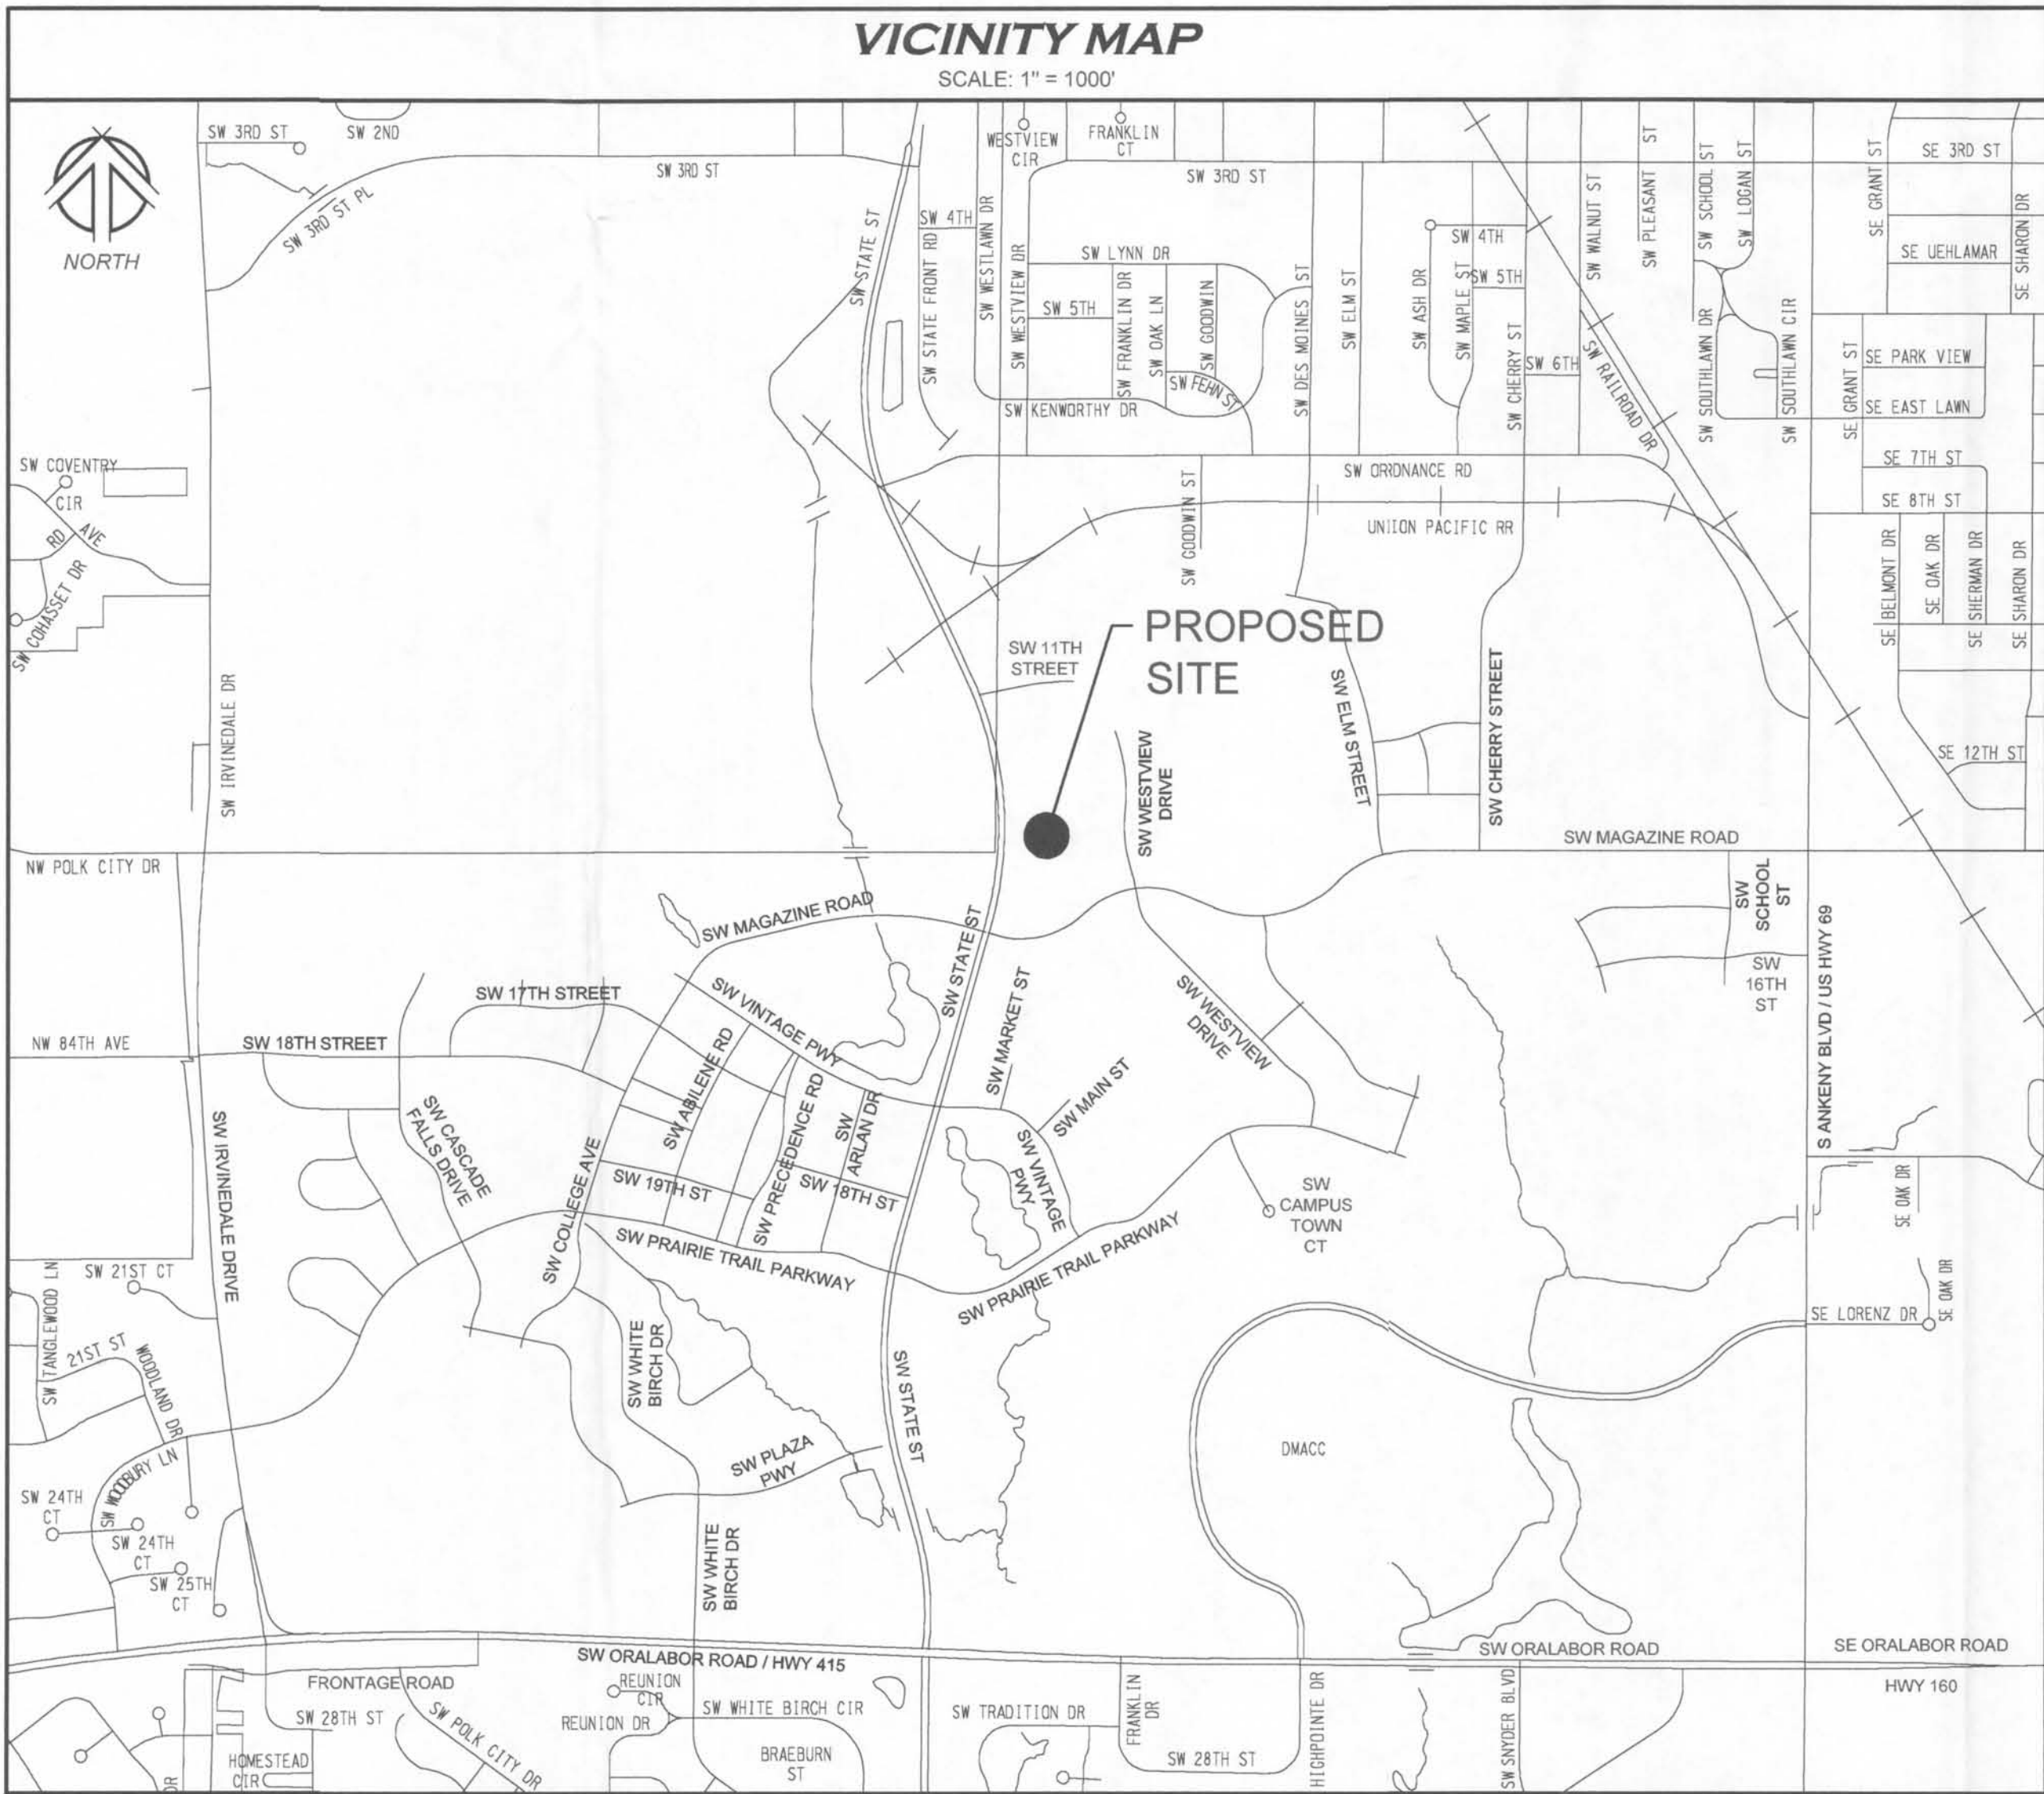 VICINITY MAP
SCALE: 1" = 1000'
NORTH
SW 3RD ST
SW 2ND
SW 3RD ST PL
SW 3RD ST
SW STATE ST
WESTVIEW
CIR
FRANKLIN
CT
SW 3RD ST
SW 4TH
SW STATE FRONT RD
SW WESTLAWN DR
SW WESTVIEW DR
SW LYNN DR
SW 5TH
SW FRANKLIN DR
SW OAK LN
SW GOODWIN
SW FEHN ST
SW KENWORTHY DR
SW DES MOINES ST
SW ELM ST
SW ASH DR
SW 4TH
SW MAPLE ST
SW 5TH
SW CHERRY ST
SW 6TH
SW WALNUT ST
SW RAILROAD DR
SW PLEASANT ST
SW SCHOOL ST
SW LOGAN ST
SW SOUTHLAWN DR
SW SOUTHLAWN CIR
SE GRANT ST
SE 3RD ST
SE UEHLAMAR
SE SHARON DR
SE GRANT ST
SE PARK VIEW
SE EAST LAWN
SE 7TH ST
SE 8TH ST
SE BELMONT DR
SE OAK DR
SE SHERMAN DR
SE SHARON DR
SE 12TH ST
SW COVENTRY
CIR
RD
AVE
SW COHASSET DR
SW IRVINEDALE DR
SW ORRDNANCE RD
UNIION PACIFIC RR
SW GOODWIN ST
PROPOSED
SITE
SW 11TH
STREET
SW WESTVIEW
DRIVE
SW ELM STREET
SW CHERRY STREET
SW MAGAZINE ROAD
NW POLK CITY DR
SW MAGAZINE ROAD
SW SCHOOL
ST
SW
16TH
ST
S ANKENY BLVD / US HWY 69
SW STATE ST
SW 17TH STREET
SW VINTAGE PWY
SW MARKET ST
SW WESTVIEW
DRIVE
NW 84TH AVE
SW 18TH STREET
SW ABILENE RD
SW PRECEDENCE RD
SW
ARLAN DR
SW MAIN ST
SW CASCADE
FALLS DRIVE
SW VINTAGE
PWY
SW IRVINEDALE DRIVE
SW COLLEGE AVE
SW 19TH ST
SW 18TH ST
SW
CAMPUS
TOWN
CT
SE OAK DR
SW PRAIRIE TRAIL PARKWAY
SW PRAIRIE TRAIL PARKWAY
SW 21ST CT
SW TANGLEWOOD LN
21ST ST
WOODLAND DR
SW WHITE
BIRCH DR
SE LORENZ DR
SE OAK DR
SW STATE ST
DMACC
SW PLAZA
PWY
SW WOODBURY LN
SW 24TH
CT
SW 24TH
CT
SW 25TH
CT
SW WHITE
BIRCH DR
SW ORALABOR ROAD / HWY 415
SW ORALABOR ROAD
SE ORALABOR ROAD
HWY 160
FRONTAGE ROAD
SW 28TH ST
SW POLK CITY DR
HOMESTEAD
CIR
DR
REUNION
CIR
REUNION DR
SW WHITE BIRCH CIR
BRAEBURN
ST
SW TRADITION DR
FRANKLIN
DR
SW 28TH ST
HIGHPOINTE DR
SW SNYDER BLVD